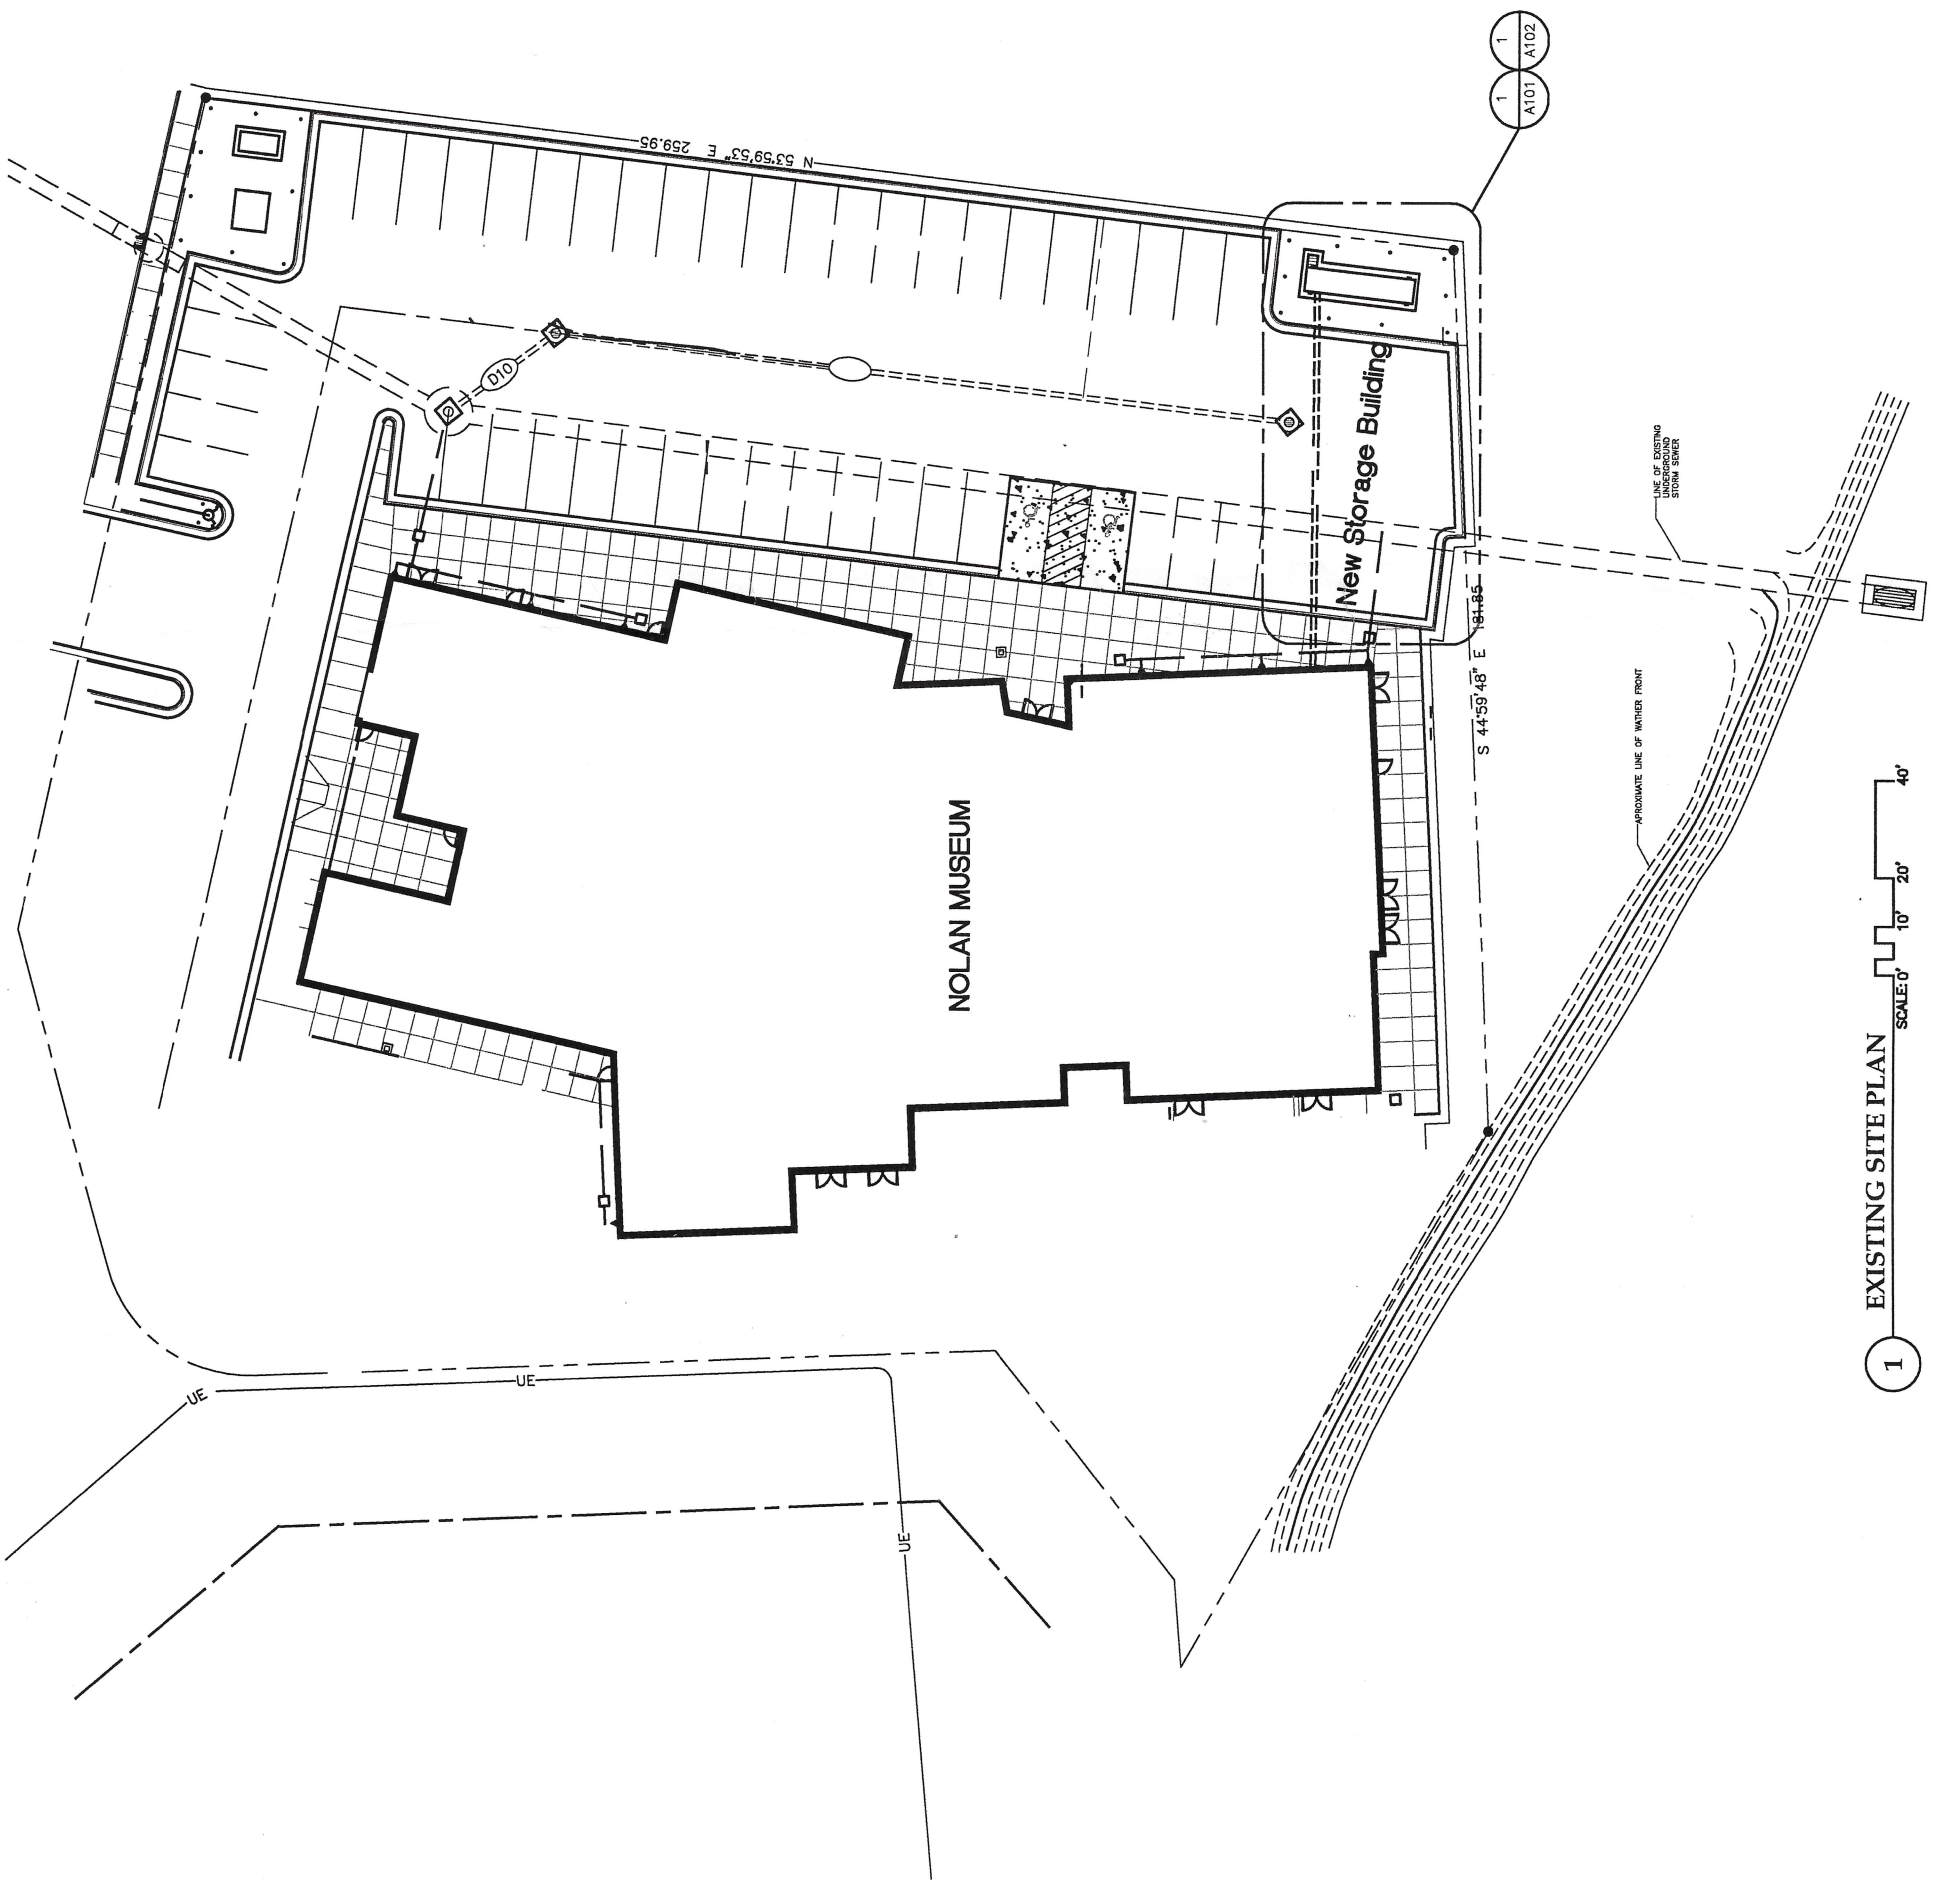 1
A101
1
A102
N 53°59'53" E 259.95
D10
New Storage Building
LINE OF EXISTING
UNDERGROUND
STORM SEWER
S 44°59'48" E 181.85
APROXIMATE LINE OF WATHER FRONT
NOLAN MUSEUM
UE
UE
UE
1
EXISTING SITE PLAN
SCALE: 0' 10' 20' 40'